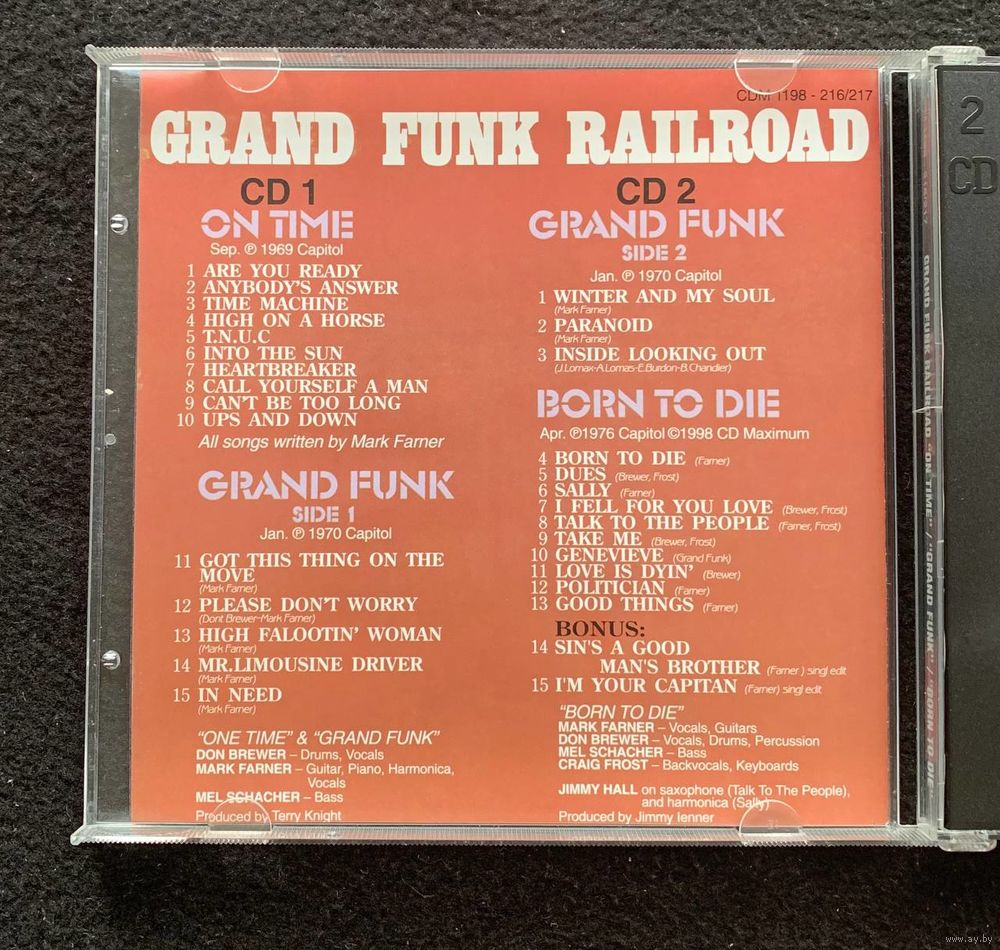 CDM 1198 - 216/217
GRAND FUNK RAILROAD
CD 1
ON TIME
Sep. ℗ 1969 Capitol
1 ARE YOU READY
2 ANYBODY'S ANSWER
3 TIME MACHINE
4 HIGH ON A HORSE
5 T.N.U.C
6 INTO THE SUN
7 HEARTBREAKER
8 CALL YOURSELF A MAN
9 CAN'T BE TOO LONG
10 UPS AND DOWN
All songs written by Mark Farner
GRAND FUNK
SIDE 1
Jan. ℗ 1970 Capitol
11 GOT THIS THING ON THE
MOVE
(Mark Farner)
12 PLEASE DON'T WORRY
(Dont Brewer-Mark Farner)
13 HIGH FALOOTIN' WOMAN
(Mark Farner)
14 MR.LIMOUSINE DRIVER
(Mark Farner)
15 IN NEED
(Mark Farner)
"ONE TIME" & "GRAND FUNK"
DON BREWER – Drums, Vocals
MARK FARNER – Guitar, Piano, Harmonica,
Vocals
MEL SCHACHER – Bass
Produced by Terry Knight
CD 2
GRAND FUNK
SIDE 2
Jan. ℗ 1970 Capitol
1 WINTER AND MY SOUL
(Mark Farner)
2 PARANOID
(Mark Farner)
3 INSIDE LOOKING OUT
(J.Lomax-A.Lomas-E.Burdon-B.Chandler)
BORN TO DIE
Apr. ℗1976 Capitol ©1998 CD Maximum
4 BORN TO DIE (Farner)
5 DUES (Brewer, Frost)
6 SALLY (Farner)
7 I FELL FOR YOU LOVE (Brewer, Frost)
8 TALK TO THE PEOPLE (Farner, Frost)
9 TAKE ME (Brewer, Frost)
10 GENEVIEVE (Grand Funk)
11 LOVE IS DYIN' (Brewer)
12 POLITICIAN (Farner)
13 GOOD THINGS (Farner)
BONUS:
14 SIN'S A GOOD
MAN'S BROTHER (Farner ) singl edit
15 I'M YOUR CAPITAN (Farner) singl edit
"BORN TO DIE"
MARK FARNER – Vocals, Guitars
DON BREWER – Vocals, Drums, Percussion
MEL SCHACHER – Bass
CRAIG FROST – Backvocals, Keyboards
JIMMY HALL on saxophone (Talk To The People),
and harmonica (Sally)
Produced by Jimmy Ienner
2
CD
GRAND FUNK RAILROAD "ON TIME" / "GRAND FUNK" / "BORN TO DIE
www.ay.by